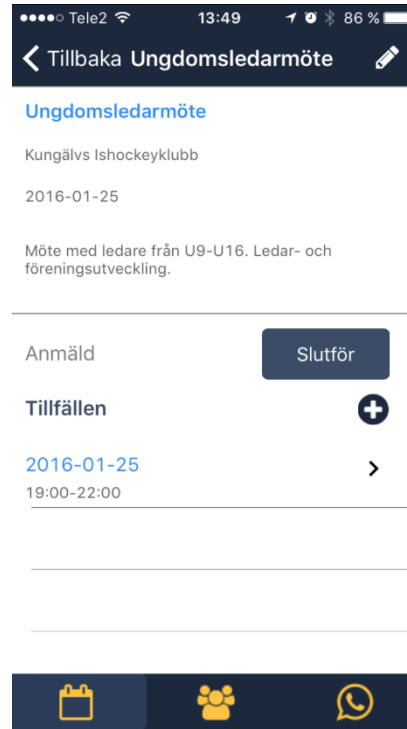 Tele2 13:49 86 %
Tillbaka Ungdomsledarmöte
Ungdomsledarmöte
Kungälvs Ishockeyklubb
2016-01-25
Möte med ledare från U9-U16. Ledar- och
föreningsutveckling.
Anmäld Slutför
Tillfällen
2016-01-25
19:00-22:00